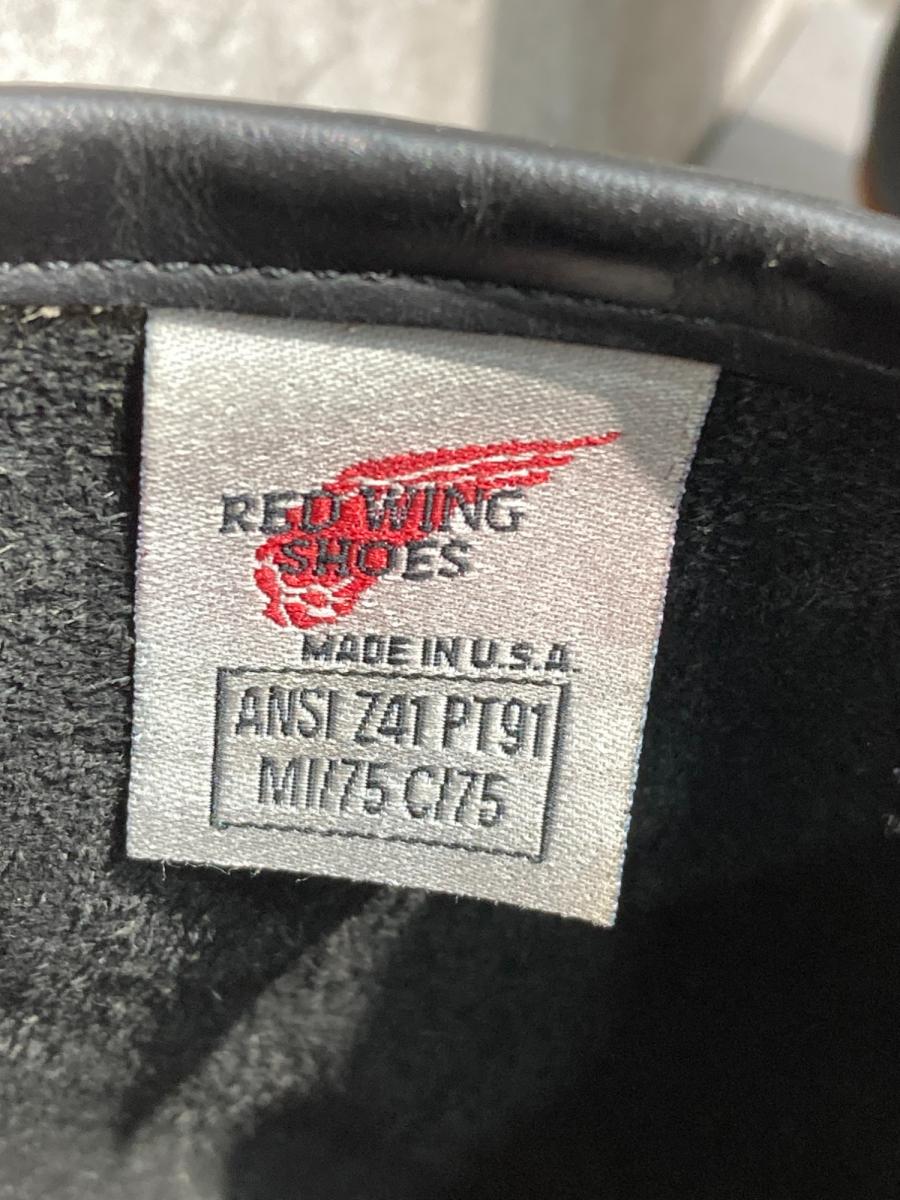 RED WING
SHOES
MADE IN U.S.A.
ANSI Z41 PT91
MI/75 C/75